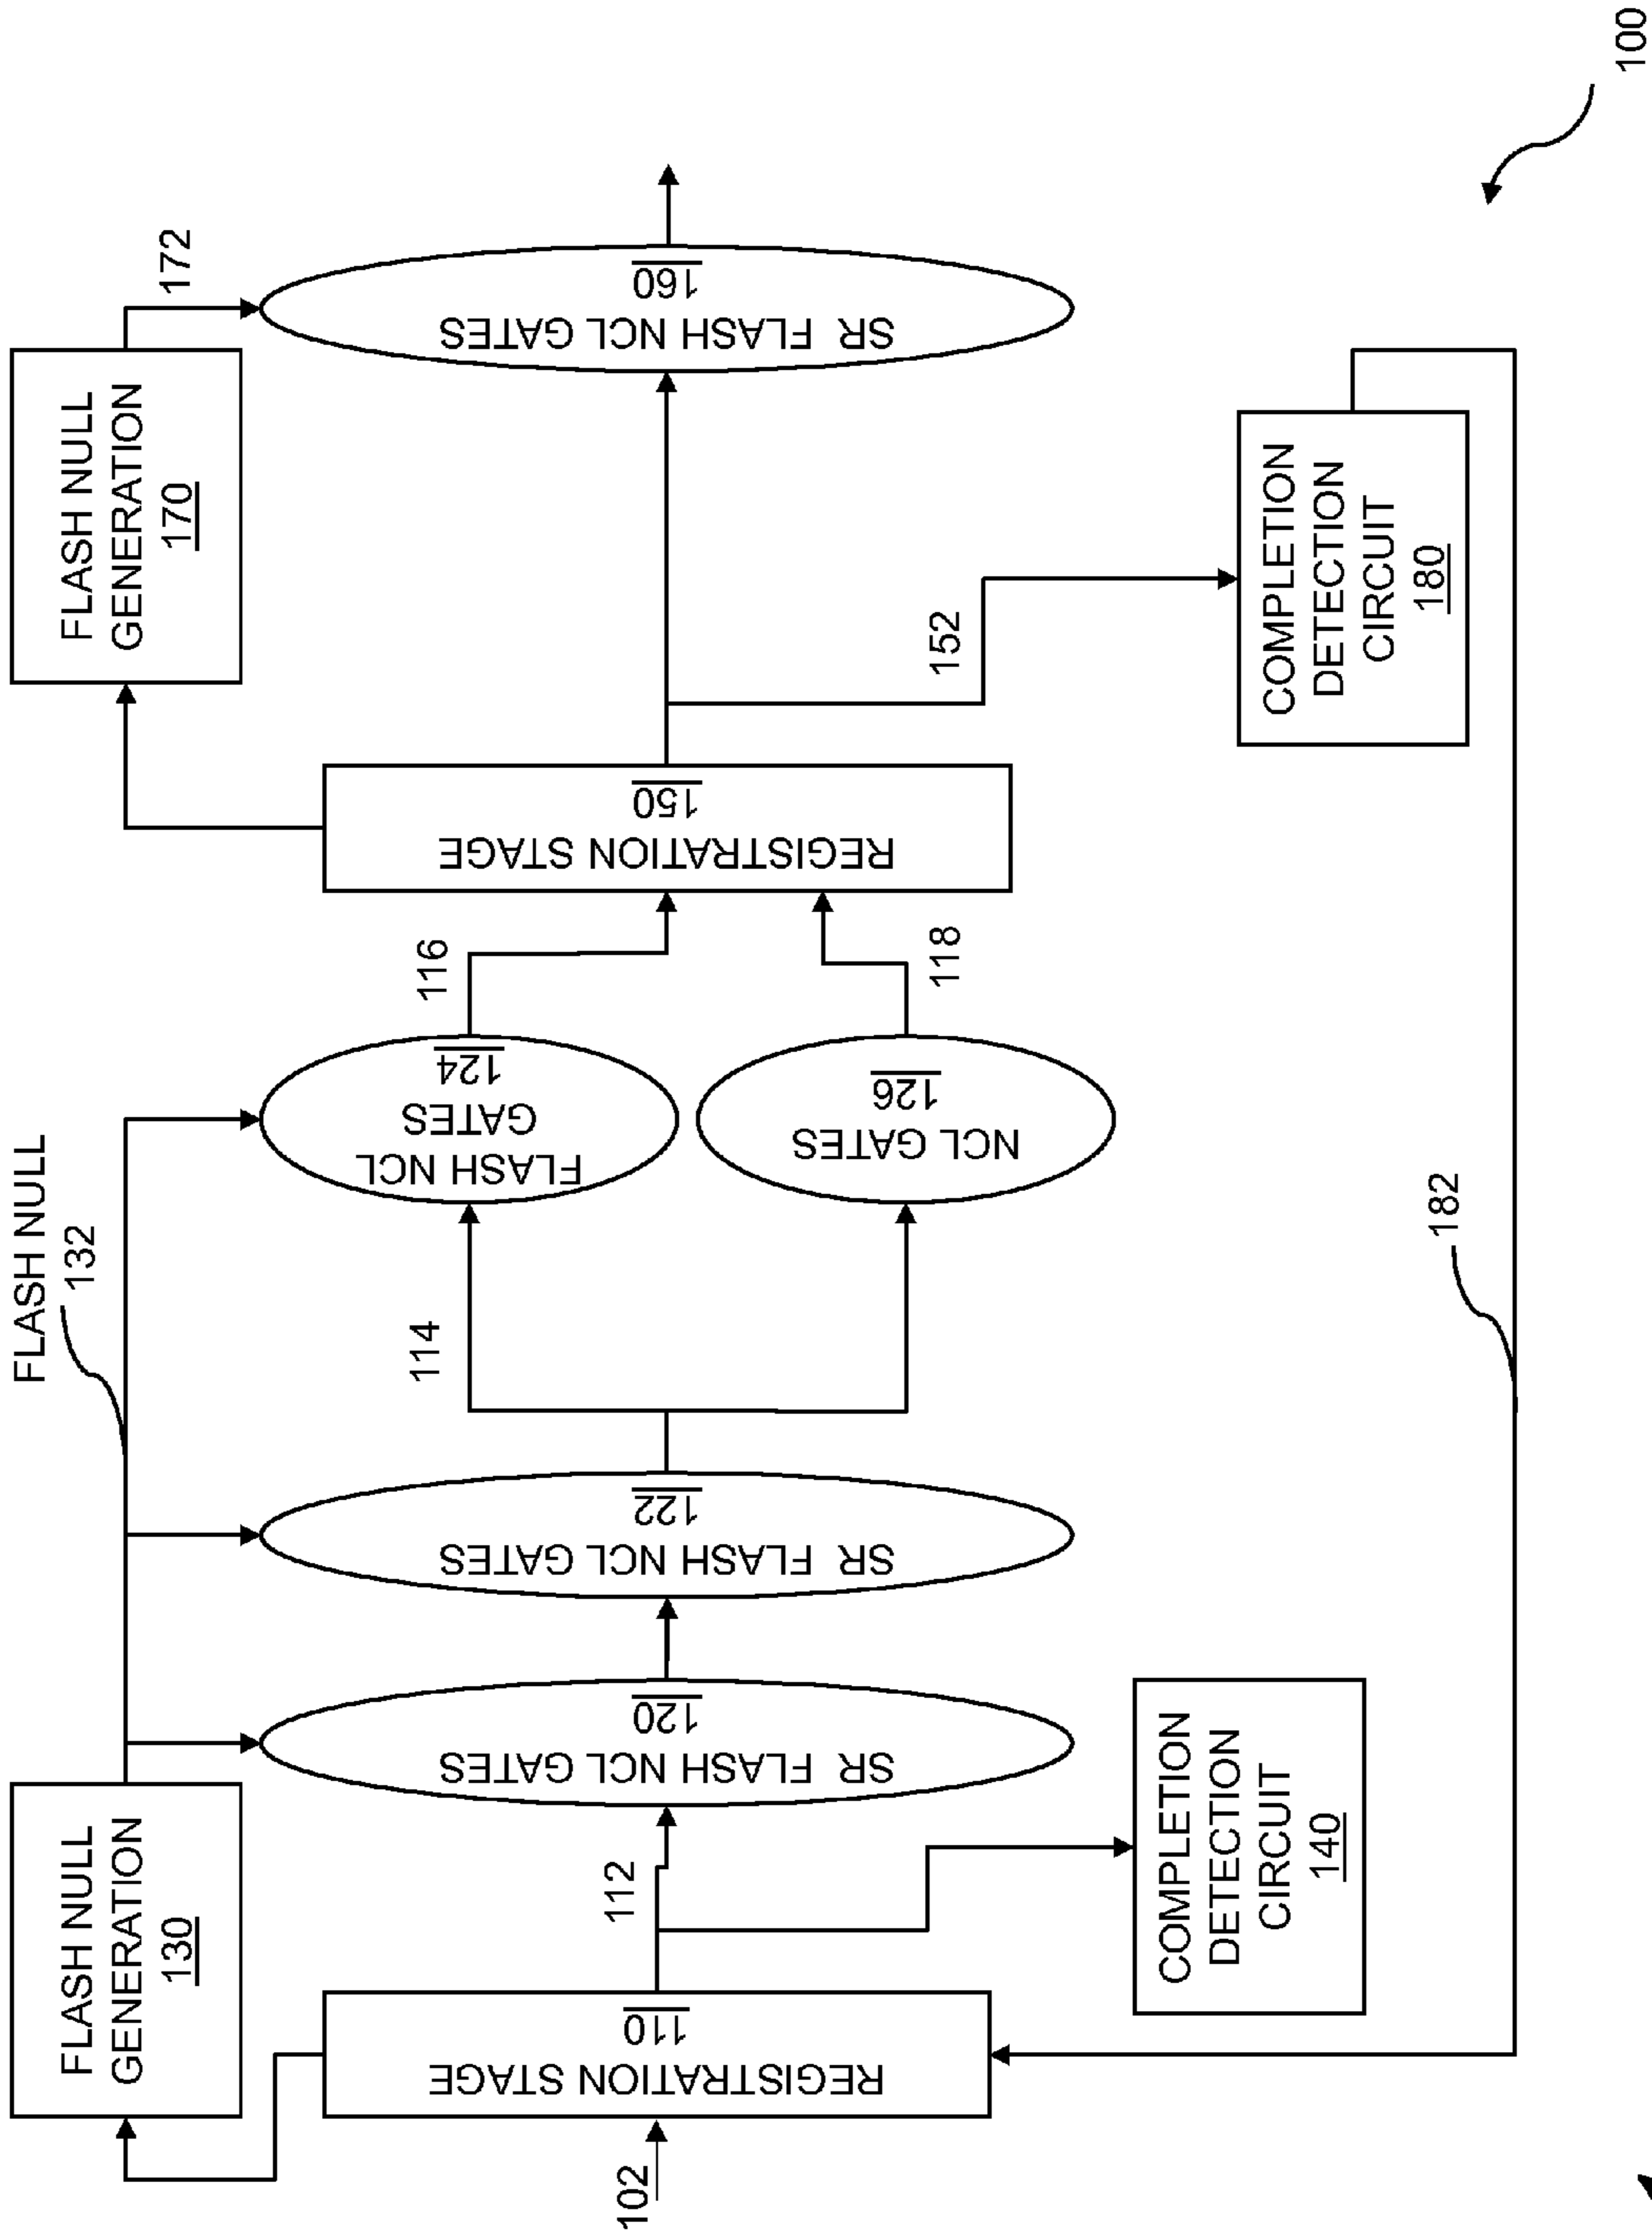 FLASH NULL
132
FLASH NULL
GENERATION
130
FLASH NULL
GENERATION
170
172
102
REGISTRATION STAGE
110
112
SR FLASH NCL GATES
120
SR FLASH NCL GATES
122
114
FLASH NCL
GATES
124
NCL GATES
126
116
118
REGISTRATION STAGE
150
152
SR FLASH NCL GATES
160
COMPLETION
DETECTION
CIRCUIT
140
COMPLETION
DETECTION
CIRCUIT
180
182
100